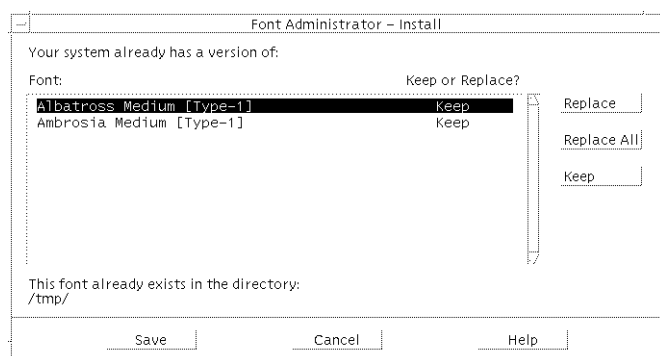 Font Administrator – Install
Your system already has a version of:
Font: Keep or Replace?
Albatross Medium [Type-1] Keep
Ambrosia Medium [Type-1] Keep
Replace
Replace All
Keep
This font already exists in the directory:
/tmp/
Save Cancel Help